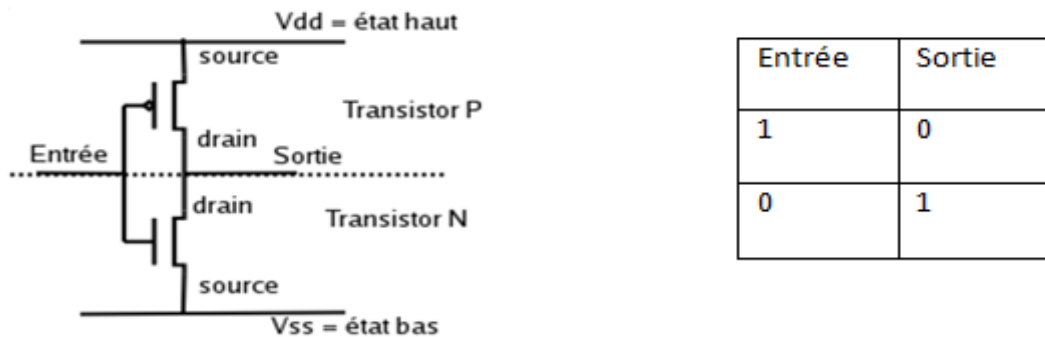 Vdd = état haut
source
Transistor P
drain
Entrée
Sortie
drain
Transistor N
source
Vss = état bas
Entrée Sortie
1 0
0 1